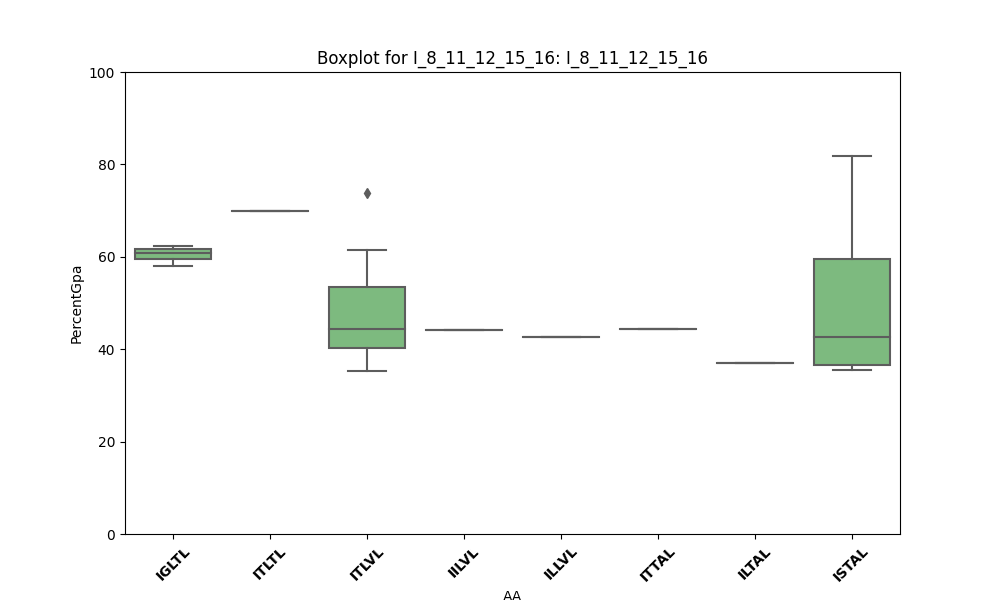 Boxplot for I_8_11_12_15_16: I_8_11_12_15_16
100
80
60
40
20
0
PercentGpa
IGLTL
ITLTL
ITLVL
IILVL
ILLVL
ITTAL
ILTAL
ISTAL
AA